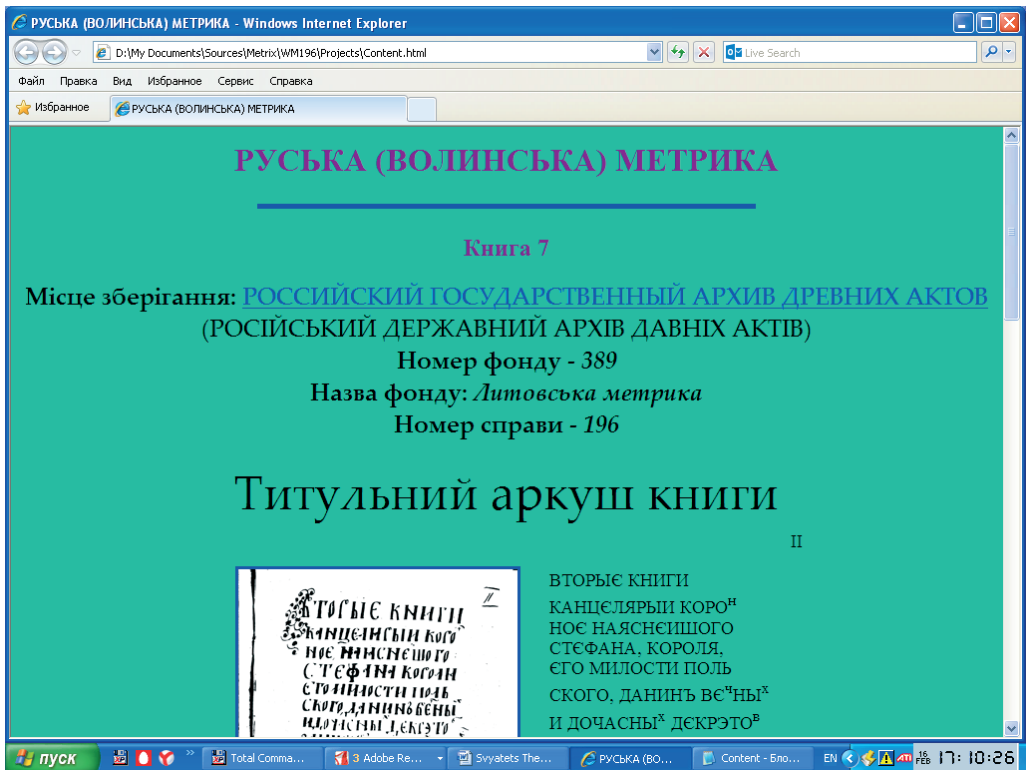 РУСЬКА (ВОЛИНСЬКА) МЕТРИКА - Windows Internet Explorer
D:\My Documents\Sources\Metrix\WM196\Projects\Content.html
Live Search
Файл Правка Вид Избранное Сервис Справка
Избранное РУСЬКА (ВОЛИНСЬКА) МЕТРИКА
РУСЬКА (ВОЛИНСЬКА) МЕТРИКА
Книга 7
Місце зберігання: РОССИЙСКИЙ ГОСУДАРСТВЕННЫЙ АРХИВ ДРЕВНИХ АКТОВ
(РОСІЙСЬКИЙ ДЕРЖАВНИЙ АРХІВ ДАВНІХ АКТІВ)
Номер фонду - 389
Назва фонду: Литовська метрика
Номер справи - 196
Титульний аркуш книги
II
II
ВТОРЫЄ КНИГИ
КАНЦЄЛЯРЫИ КОРОН
НОЄ НАЯСНЄИШОГО
СТЄФАНА, КОРОЛЯ,
ЄГО МИЛОСТИ ПОЛЬ
СКОГО, ДАНИНЪ ВЄЧНЫХ
И ДОЧАСНЫХ ДЄКРЭТОВ
пуск Total Comma... 3 Adobe Re... Svyatets The... РУСЬКА (ВО... Content - Бло... EN 16 FEB 17:10:28